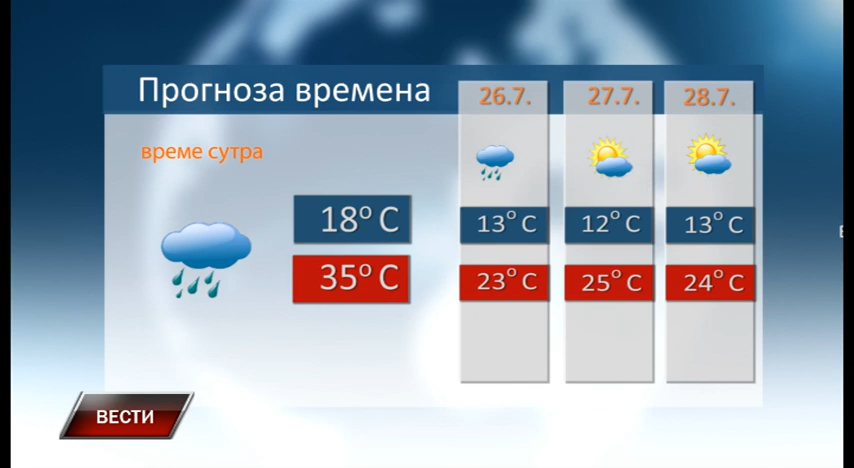 Прогноза времена
време сутра
18° C
35° C
26.7.
13° C
23° C
27.7.
12° C
25° C
28.7.
13° C
24° C
ВЕСТИ